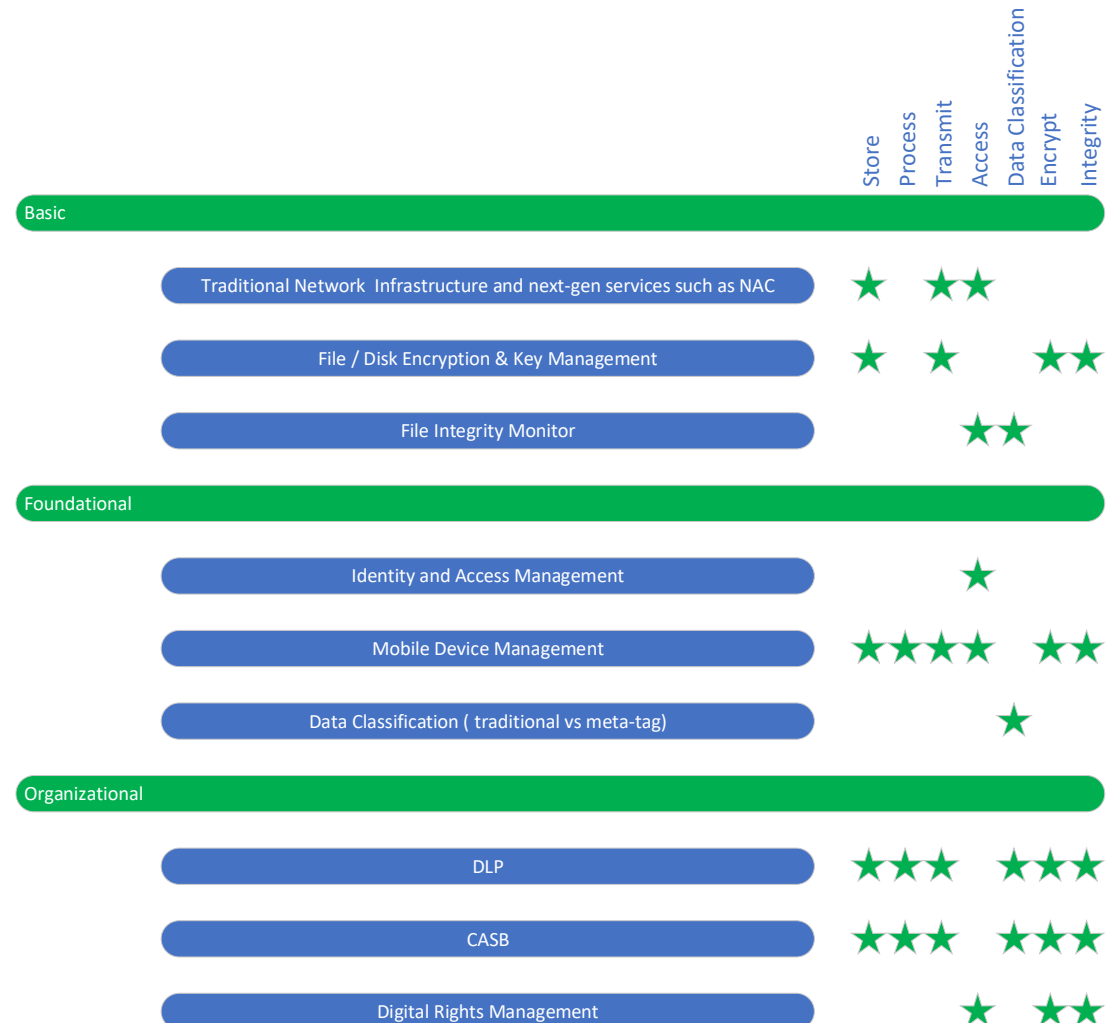 Store
Process
Transmit
Access
Data Classification
Encrypt
Integrity
Basic
Traditional Network  Infrastructure and next-gen services such as NAC
File / Disk Encryption & Key Management
File Integrity Monitor
Foundational
Identity and Access Management
Mobile Device Management
Data Classification ( traditional vs meta-tag)
Organizational
DLP
CASB
Digital Rights Management